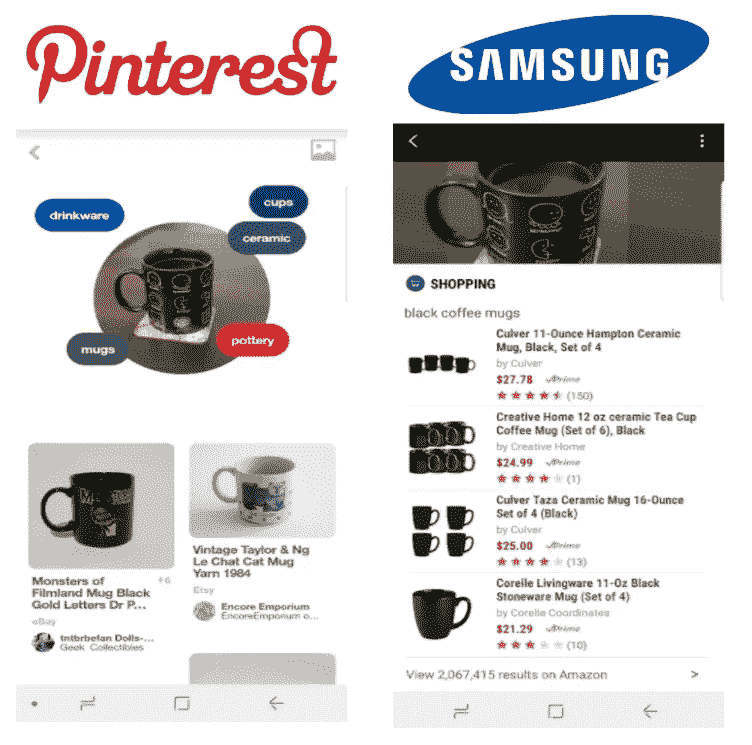 Pinterest
drinkware
cups
ceramic
mugs
pottery
Monsters of
Filmland Mug Black
Gold Letters Dr P...
eBay
tntbrbefan Dolls-...
Geek Collectibles
Vintage Taylor & Ng
Le Chat Cat Mug
Yarn 1984
Etsy
Encore Emporium
EncoreEmporium o...
SAMSUNG
SHOPPING
black coffee mugs
Culver 11-Ounce Hampton Ceramic
Mug, Black, Set of 4
by Culver
$27.78 Prime
(150)
Creative Home 12 oz ceramic Tea Cup
Coffee Mug (Set of 6), Black
by Creative Home
$24.99 Prime
(1)
Culver Taza Ceramic Mug 16-Ounce
Set of 4 (Black)
by Culver
$25.00 Prime
(13)
Corelle Livingware 11-Oz Black
Stoneware Mug (Set of 4)
by Corelle Coordinates
$21.29 Prime
(10)
View 2,067,415 results on Amazon